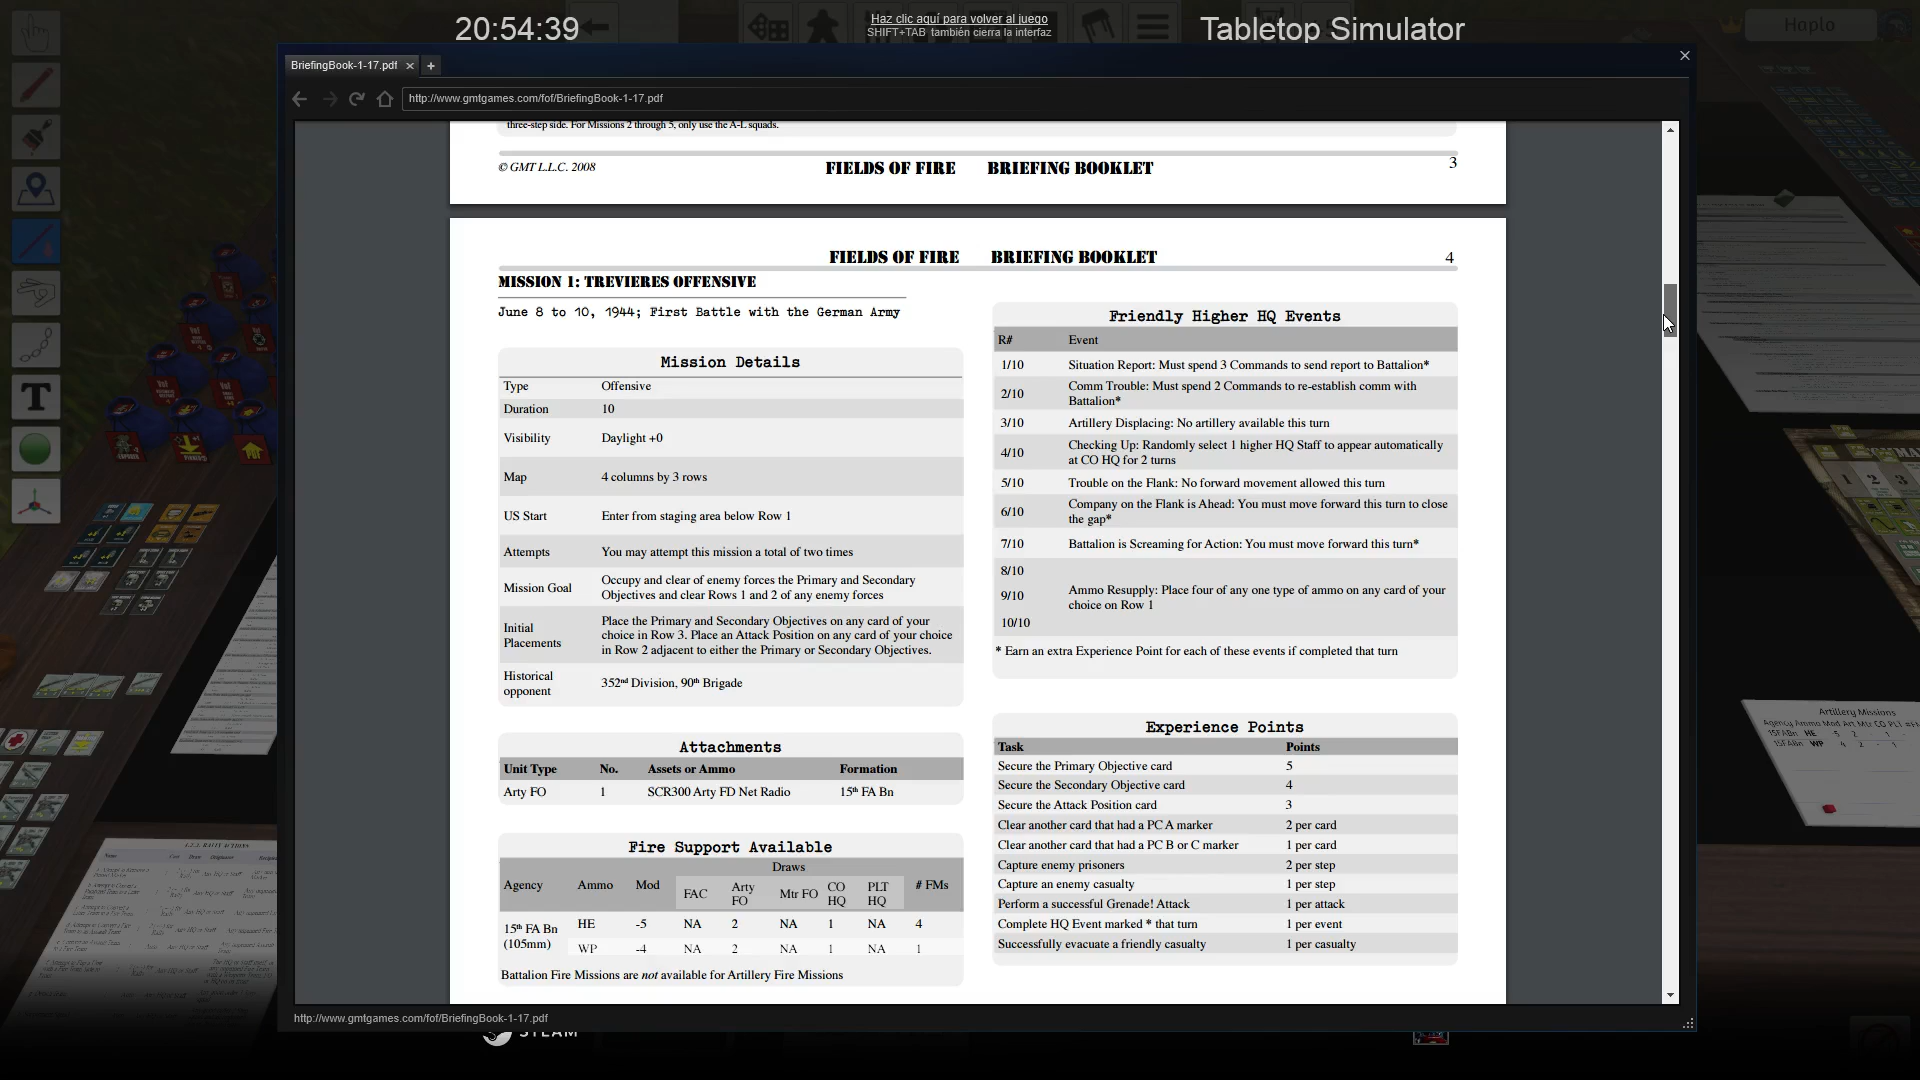 20:54:39
Haz clic aquí para volver al juego
SHIFT+TAB también cierra la interfaz
Tabletop Simulator
Haplo
BriefingBook-1-17.pdf
http://www.gmtgames.com/fof/BriefingBook-1-17.pdf
three-step side. For Missions 2 through 5, only use the A-L squads.
© GMT L.L.C. 2008
FIELDS OF FIRE BRIEFING BOOKLET
3
FIELDS OF FIRE BRIEFING BOOKLET
4
MISSION 1: TREVIERES OFFENSIVE
June 8 to 10, 1944; First Battle with the German Army
Mission Details
Type Offensive
Duration 10
Visibility Daylight +0
Map 4 columns by 3 rows
US Start Enter from staging area below Row 1
Attempts You may attempt this mission a total of two times
Mission Goal Occupy and clear of enemy forces the Primary and Secondary
Objectives and clear Rows 1 and 2 of any enemy forces
Initial
Placements
Place the Primary and Secondary Objectives on any card of your
choice in Row 3. Place an Attack Position on any card of your choice
in Row 2 adjacent to either the Primary or Secondary Objectives.
Historical
opponent
352nd Division, 90th Brigade
Attachments
Unit Type No. Assets or Ammo Formation
Arty FO 1 SCR300 Arty FD Net Radio 15th FA Bn
Fire Support Available
Draws
Agency Ammo Mod FAC Arty FO Mtr FO CO HQ PLT HQ # FMs
15th FA Bn
(105mm)
HE -5 NA 2 NA 1 NA 4
WP -4 NA 2 NA 1 NA 1
Battalion Fire Missions are not available for Artillery Fire Missions
Friendly Higher HQ Events
R# Event
1/10 Situation Report: Must spend 3 Commands to send report to Battalion*
2/10 Comm Trouble: Must spend 2 Commands to re-establish comm with
Battalion*
3/10 Artillery Displacing: No artillery available this turn
4/10 Checking Up: Randomly select 1 higher HQ Staff to appear automatically
at CO HQ for 2 turns
5/10 Trouble on the Flank: No forward movement allowed this turn
6/10 Company on the Flank is Ahead: You must move forward this turn to close
the gap*
7/10 Battalion is Screaming for Action: You must move forward this turn*
8/10
9/10 Ammo Resupply: Place four of any one type of ammo on any card of your
choice on Row 1
10/10
* Earn an extra Experience Point for each of these events if completed that turn
Experience Points
Task Points
Secure the Primary Objective card 5
Secure the Secondary Objective card 4
Secure the Attack Position card 3
Clear another card that had a PC A marker 2 per card
Clear another card that had a PC B or C marker 1 per card
Capture enemy prisoners 2 per step
Capture an enemy casualty 1 per step
Perform a successful Grenade! Attack 1 per attack
Complete HQ Event marked * that turn 1 per event
Successfully evacuate a friendly casualty 1 per casualty
Artillery Missions
http://www.gmtgames.com/fof/BriefingBook-1-17.pdf
STEAM